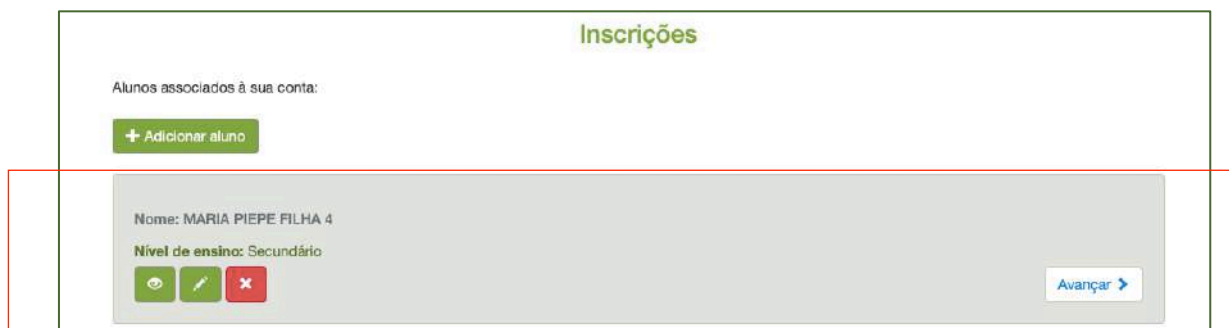 Inscrições
Alunos associados à sua conta:
Adicionar aluno
Nome: MARIA PIEPE FILHA 4
Nível de ensino: Secundário
Avançar